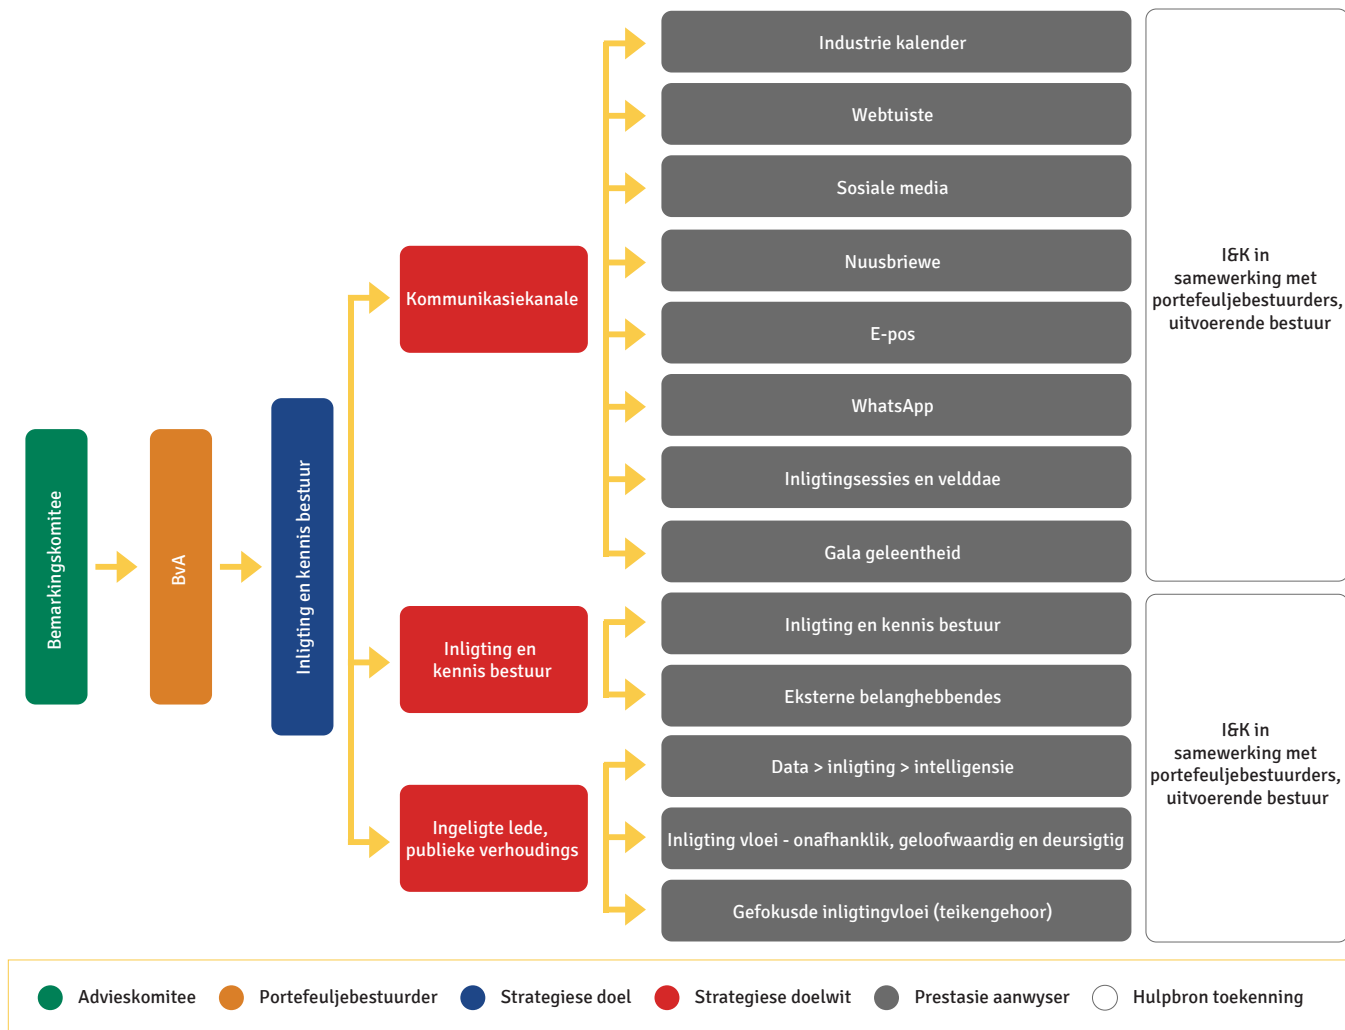 Bemarkingskomitee
BvA
Inligting en kennis bestuur
Kommunikasiekanale
Inligting en
kennis bestuur
Ingeligte lede,
publieke verhoudings
Industrie kalender
Webtuiste
Sosiale media
Nuusbriewe
E-pos
WhatsApp
Inligtingsessies en velddae
Gala geleentheid
Inligting en kennis bestuur
Eksterne belanghebbendes
Data > inligting > intelligensie
Inligting vloei - onafhanklik, geloofwaardig en deursigtig
Gefokusde inligtingvloei (teikengehoor)
I&K in
samewerking met
portefeuljebestuurders,
uitvoerende bestuur
I&K in
samewerking met
portefeuljebestuurders,
uitvoerende bestuur
Advieskomitee
Portefeuljebestuurder
Strategiese doel
Strategiese doelwit
Prestasie aanwyser
Hulpbron toekenning